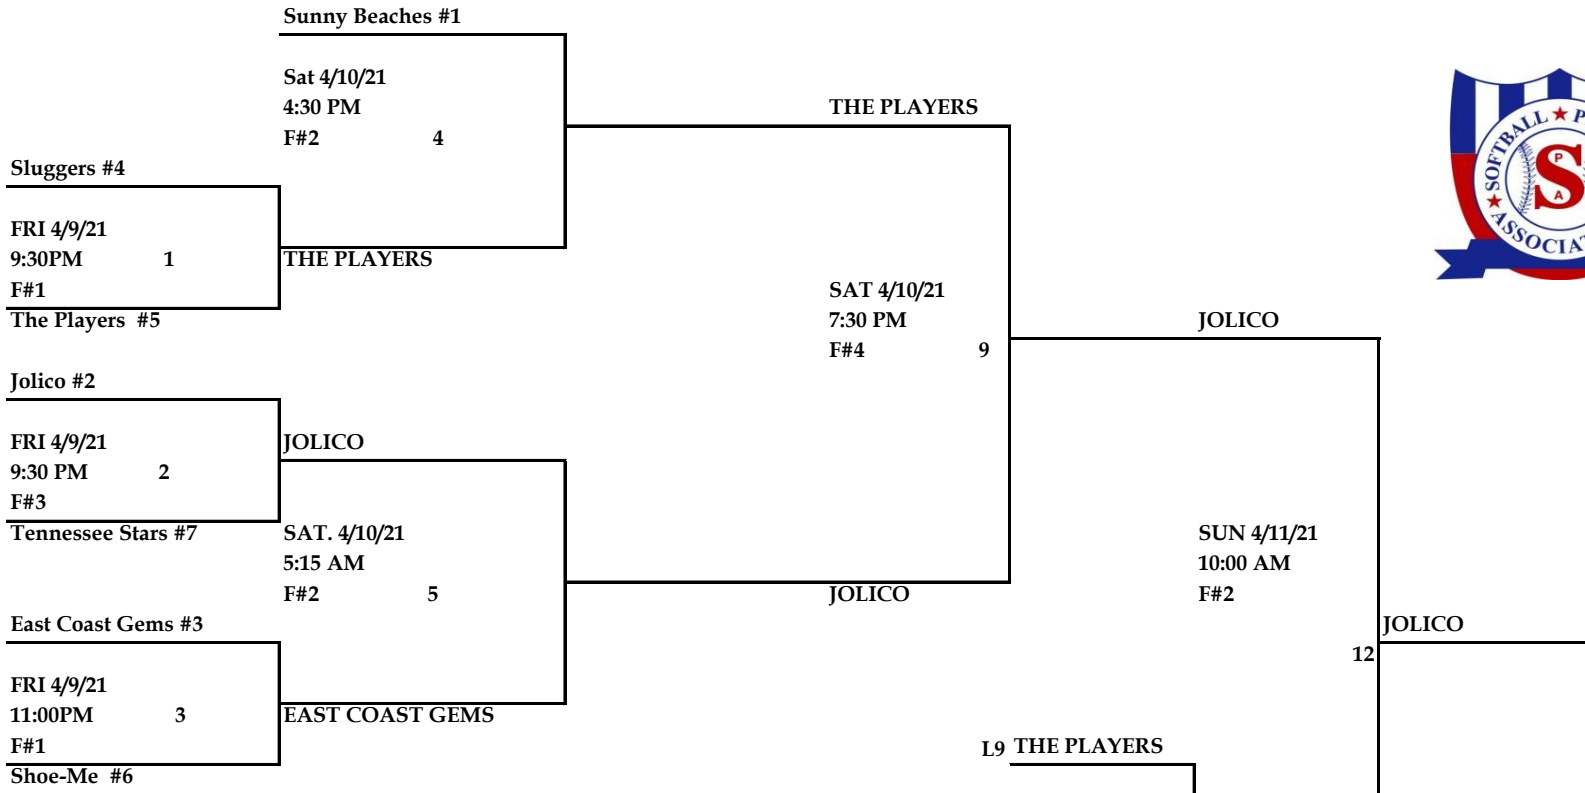 Sunny Beaches #1
Sat 4/10/21
4:30 PM
F#2 4
THE PLAYERS
Sluggers #4
FRI 4/9/21
9:30PM 1
F#1
THE PLAYERS
The Players #5
SAT 4/10/21
7:30 PM
F#4 9
JOLICO
Jolico #2
FRI 4/9/21
9:30 PM 2
F#3
JOLICO
Tennessee Stars #7
SAT. 4/10/21
5:15 AM
F#2 5
JOLICO
SUN 4/11/21
10:00 AM
F#2
12
JOLICO
East Coast Gems #3
FRI 4/9/21
11:00PM 3
F#1
EAST COAST GEMS
Shoe-Me #6
L9 THE PLAYERS
SOFTBALL ★ P
S
P
A
★ ASSOCIA